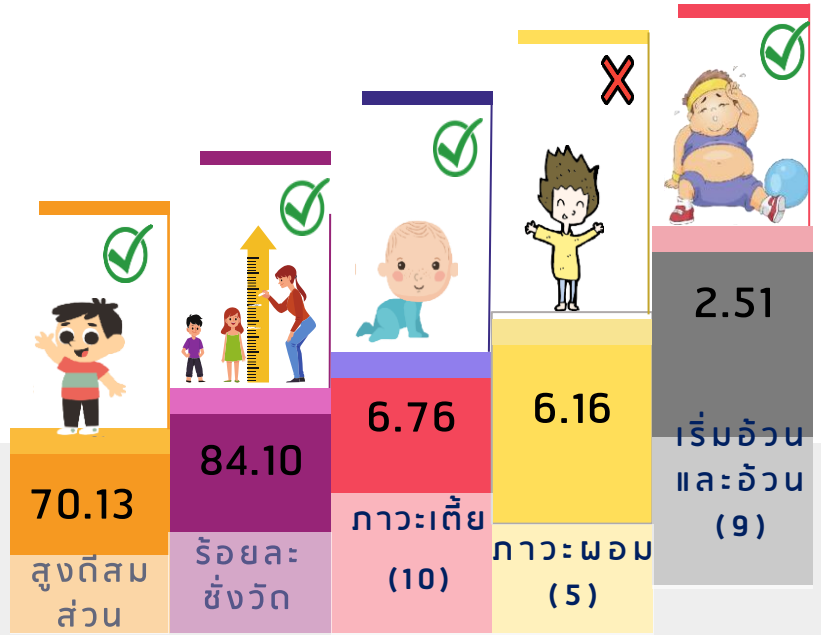 70.13
สูงดีสม
ส่วน
84.10
ร้อยละ
ชั่งวัด
6.76
ภาวะเตี้ย
(10)
6.16
ภาวะผอม
(5)
2.51
เริ่มอ้วน
และอ้วน
(9)